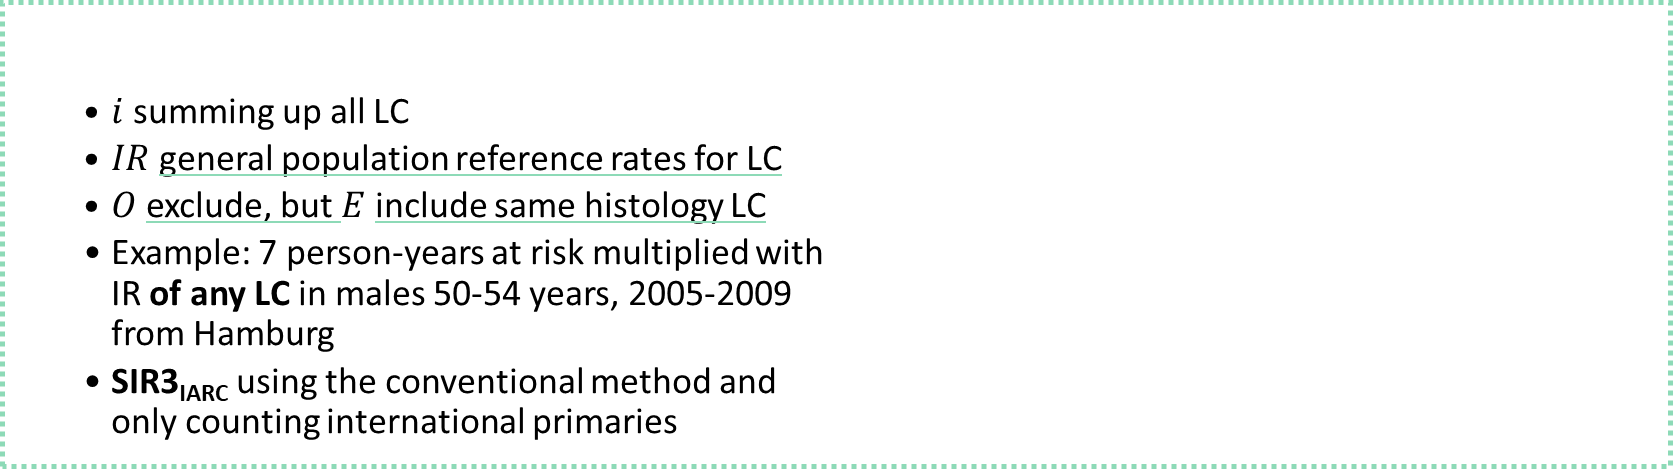 • i summing up all LC
• IR general population reference rates for LC
• O exclude, but E include same histology LC
• Example: 7 person-years at risk multiplied with
IR of any LC in males 50-54 years, 2005-2009
from Hamburg
• SIR3IARC using the conventional method and
only counting international primaries